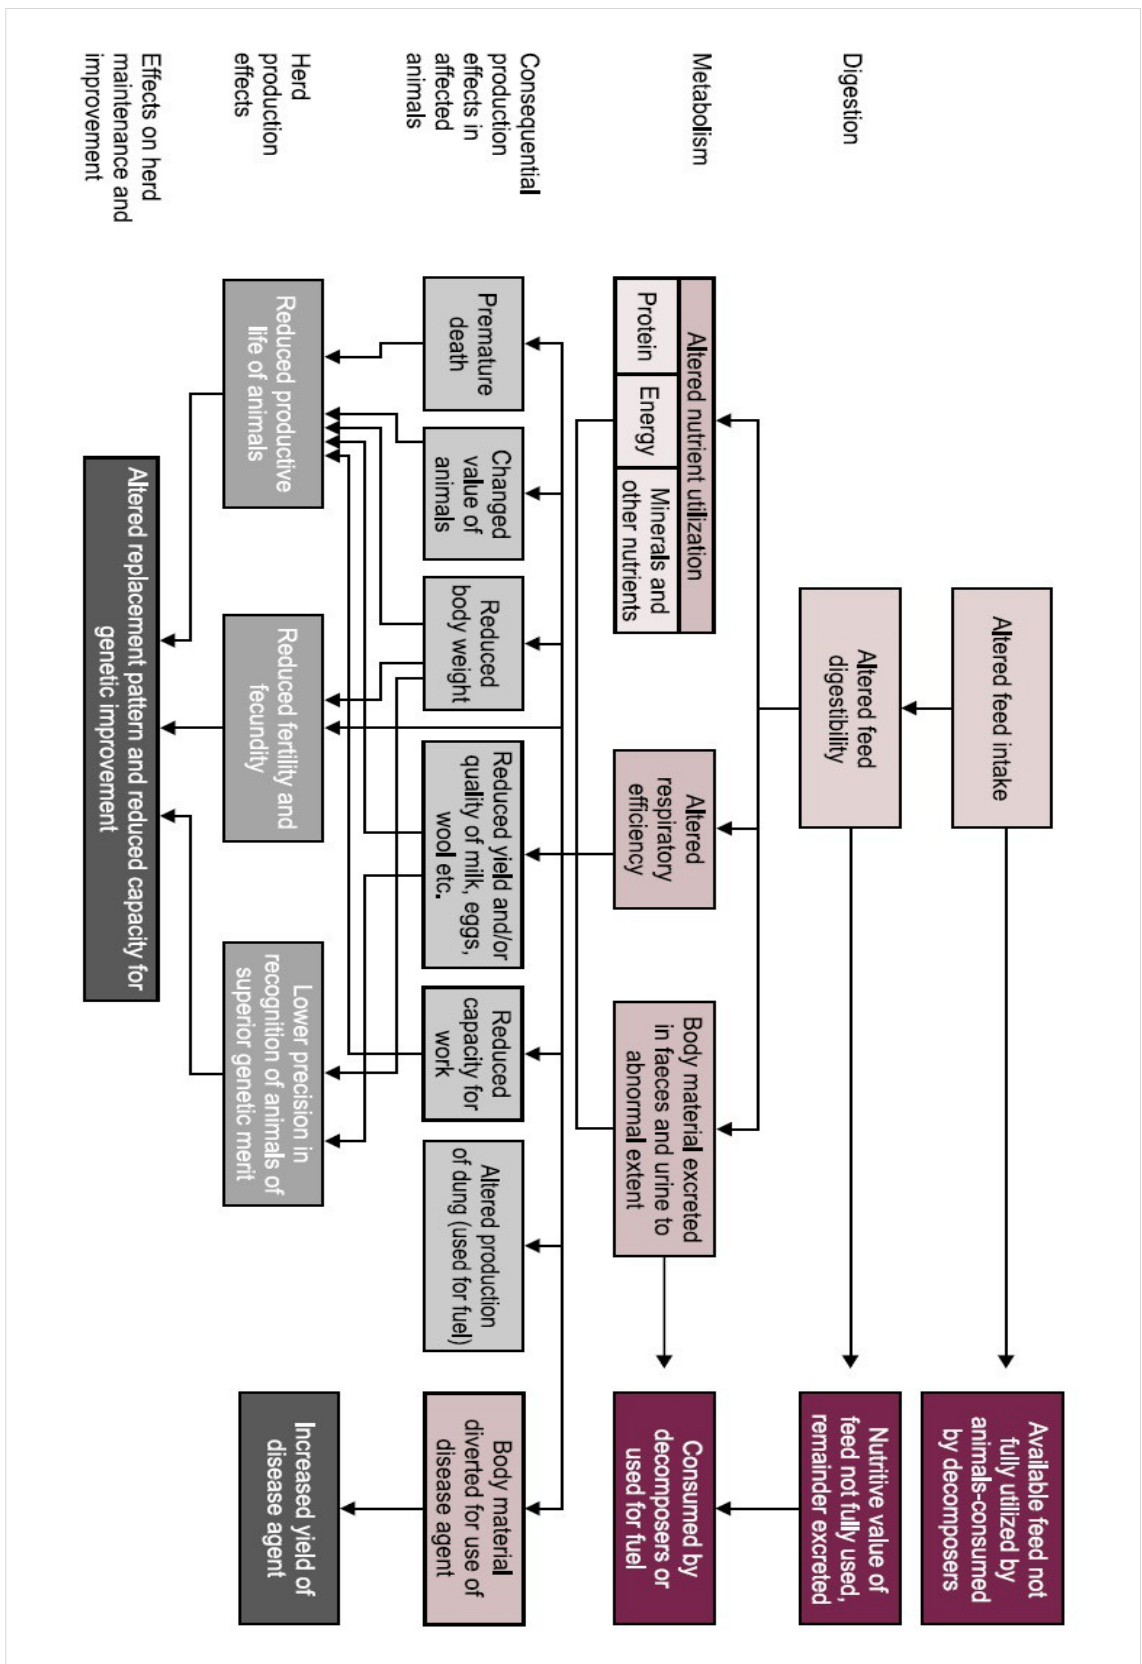 Altered feed intake
Available feed not
fully utilized by
animals-consumed
by decomposers
Digestion
Altered feed
digestibility
Nutritive value of
feed not fully used,
remainder excreted
Metabolism
Altered nutrient utilization
Protein
Energy
Minerals and
other nutrients
Altered
respiratory
efficiency
Body material excreted
in faeces and urine to
abnormal extent
Consumed by
decomposers or
used for fuel
Consequential
production
effects in
affected
animals
Premature
death
Changed
value of
animals
Reduced
body weight
Reduced yield and/or
quality of milk, eggs,
wool etc.
Reduced
capacity for
work
Altered production
of dung (used for fuel)
Body material
diverted for use of
disease agent
Herd
production
effects
Reduced productive
life of animals
Reduced fertility and
fecundity
Lower precision in
recognition of animals of
superior genetic merit
Increased yield of
disease agent
Effects on herd
maintenance and
improvement
Altered replacement pattern and reduced capacity for
genetic improvement